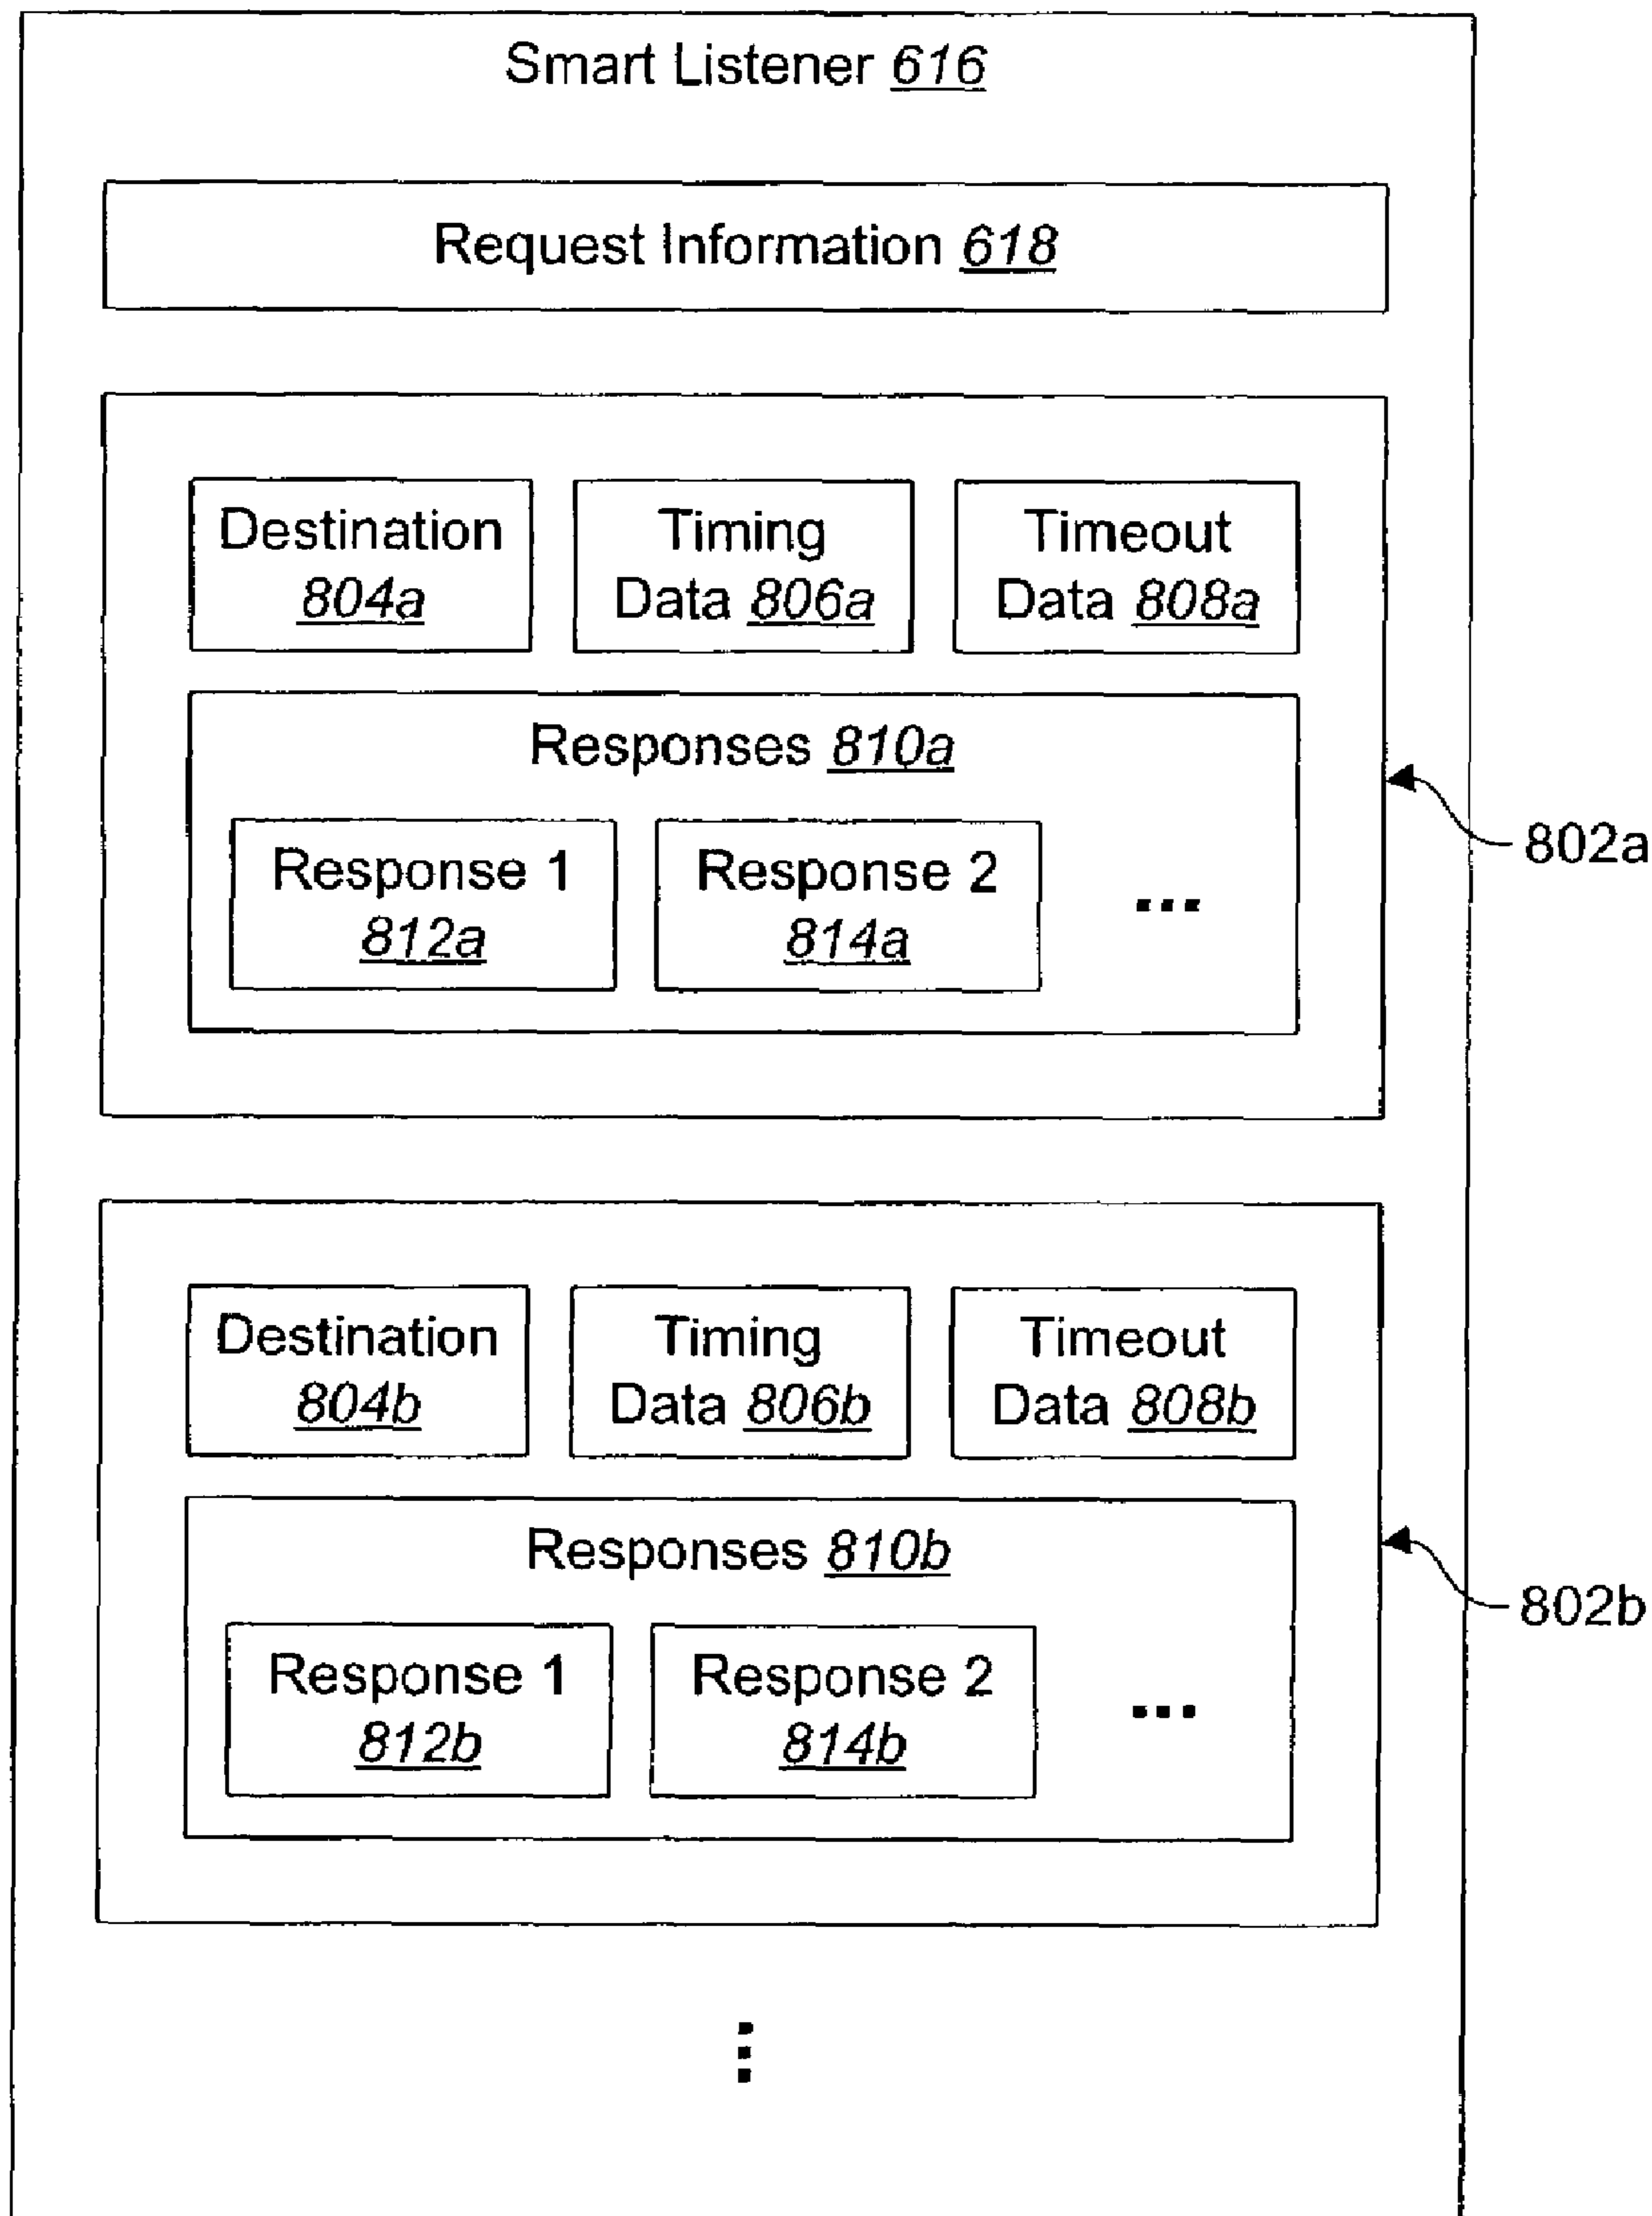 Smart Listener 616
Request Information 618
Destination
804a
Timing
Data 806a
Timeout
Data 808a
Responses 810a
Response 1
812a
Response 2
814a
...
802a
Destination
804b
Timing
Data 806b
Timeout
Data 808b
Responses 810b
Response 1
812b
Response 2
814b
...
802b
...